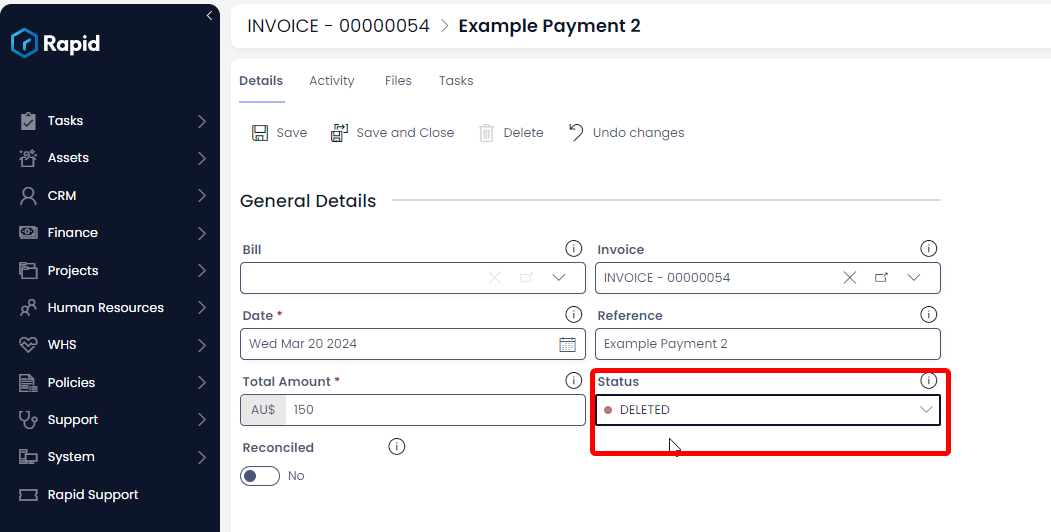 Rapid
Tasks
Assets
CRM
Finance
Projects
Human Resources
WHS
Policies
Support
System
Rapid Support
INVOICE - 00000054 > Example Payment 2
Details Activity Files Tasks
Save Save and Close Delete Undo changes
General Details
Bill Invoice
INVOICE - 00000054
Date * Reference
Wed Mar 20 2024 Example Payment 2
Total Amount * Status
AU$ 150 DELETED
Reconciled
No